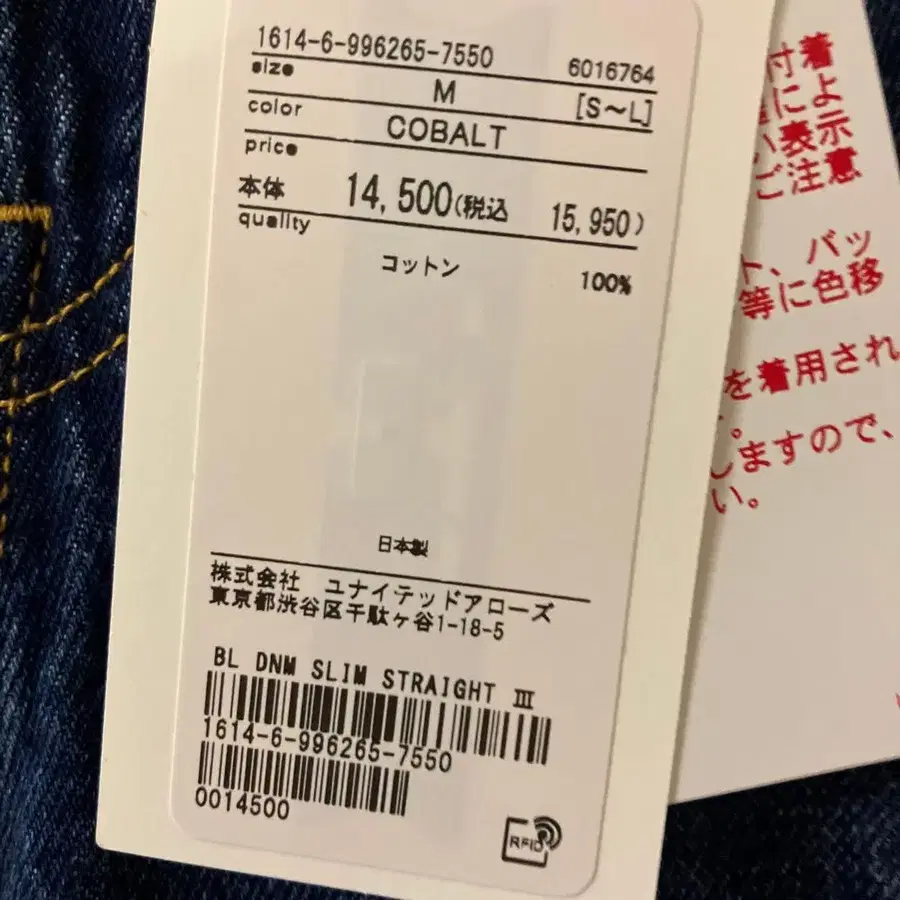 1614-6-996265-7550
6016764
size
M
[S〜L]
color
COBALT
price
本体 14,500(税込 15,950)
quality
コットン 100%
日本製
株式会社 ユナイテッドアローズ
東京都渋谷区千駄ヶ谷1-18-5
BL DNM SLIM STRAIGHT Ⅲ
1614-6-996265-7550
0014500
RFID
付着
によ
い表示
ご注意
ト、バッ
等に色移
を着用され
。
しますので、
い。